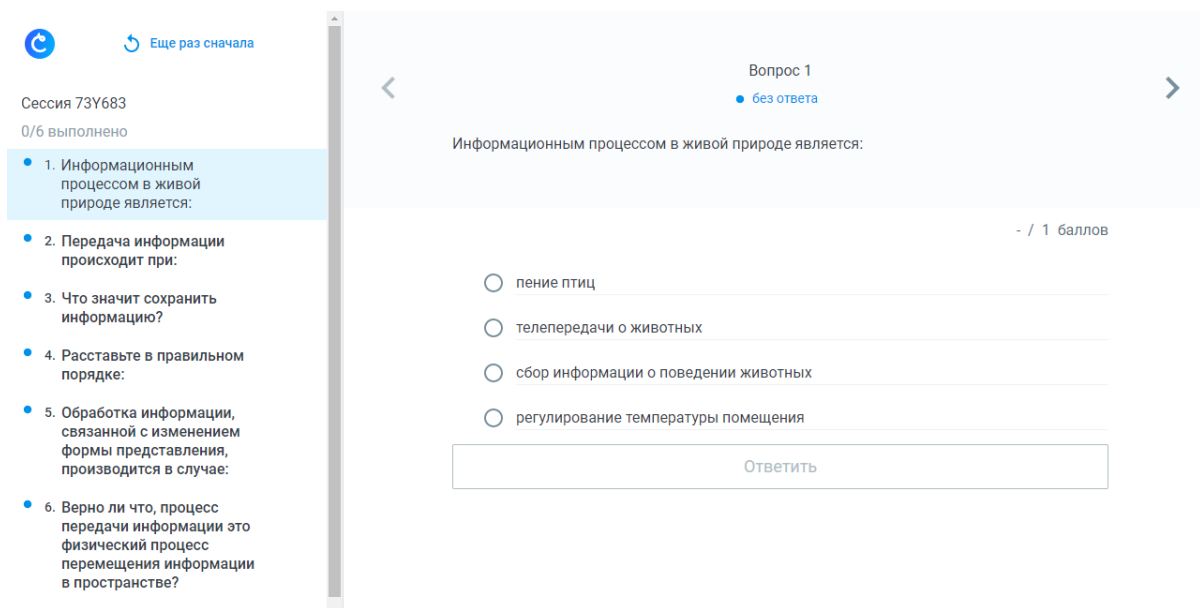 Еще раз сначала
Сессия 73Y683
0/6 выполнено
1. Информационным
процессом в живой
природе является:
2. Передача информации
происходит при:
3. Что значит сохранить
информацию?
4. Расставьте в правильном
порядке:
5. Обработка информации,
связанной с изменением
формы представления,
производится в случае:
6. Верно ли что, процесс
передачи информации это
физический процесс
перемещения информации
в пространстве?
Вопрос 1
без ответа
Информационным процессом в живой природе является:
- / 1 баллов
пение птиц
телепередачи о животных
сбор информации о поведении животных
регулирование температуры помещения
Ответить